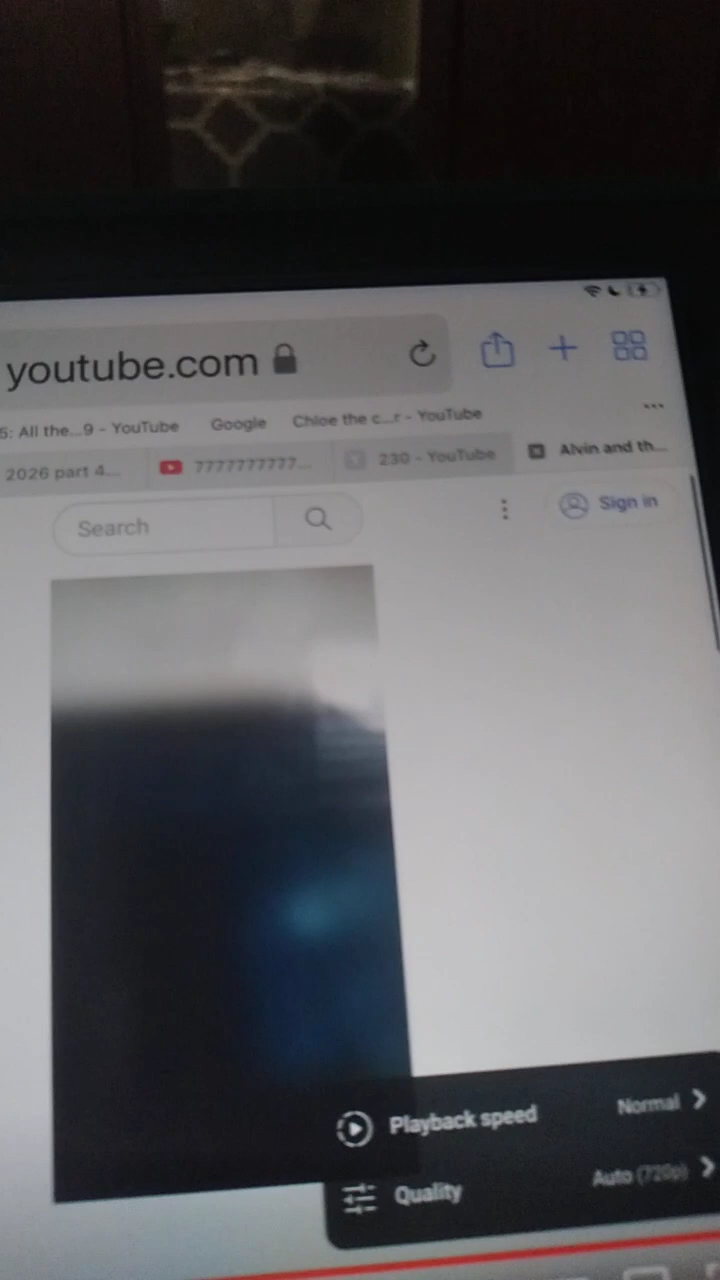 youtube.com
5: All the...9 - YouTube Google Chloe the c...r - YouTube
2026 part 4... 7777777777... 230 - YouTube Alvin and th...
Search Sign in
Playback speed Normal
Quality Auto (720p)